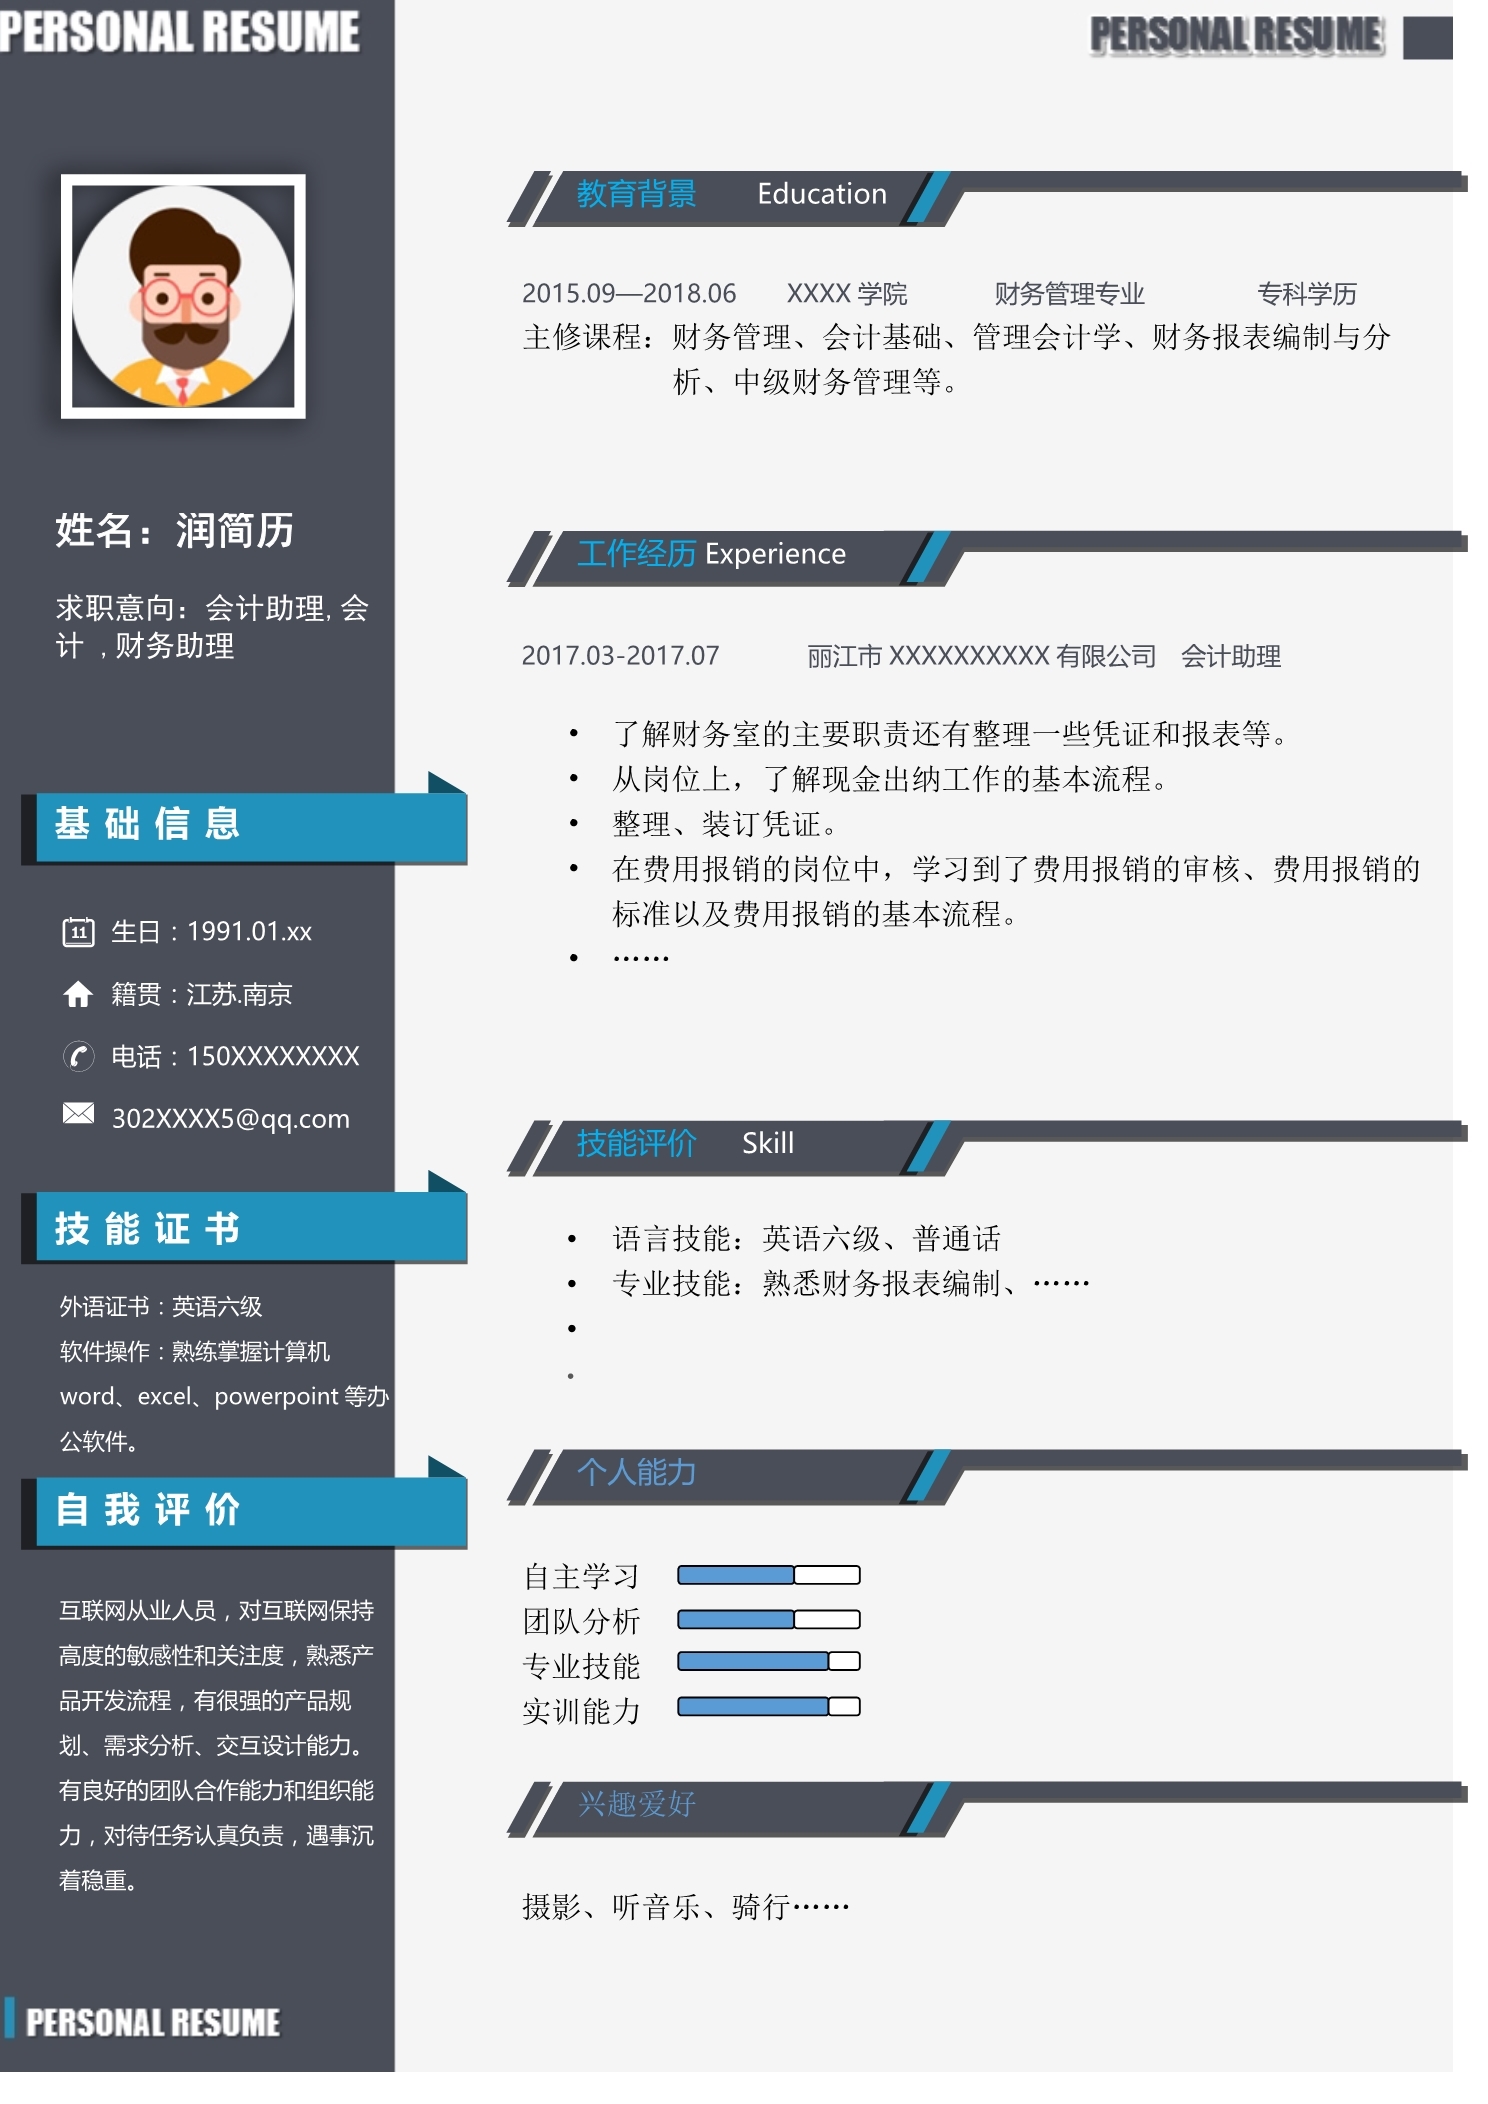 PERSONAL RESUME
姓名：润简历
求职意向：会计助理, 会
计 , 财务助理
基 础 信 息
11
生日：1991.01.xx
籍贯：江苏.南京
电话：150XXXXXXXX
302XXXX5@qq.com
技 能 证 书
外语证书：英语六级
软件操作：熟练掌握计算机
word、excel、powerpoint 等办
公软件。
自 我 评 价
互联网从业人员，对互联网保持
高度的敏感性和关注度，熟悉产
品开发流程，有很强的产品规
划、需求分析、交互设计能力。
有良好的团队合作能力和组织能
力，对待任务认真负责，遇事沉
着稳重。
PERSONAL RESUME
PERSONAL RESUME
教育背景 Education
2015.09—2018.06 XXXX 学院 财务管理专业 专科学历
主修课程：财务管理、会计基础、管理会计学、财务报表编制与分
析、中级财务管理等。
工作经历 Experience
2017.03-2017.07 丽江市 XXXXXXXXXX 有限公司 会计助理
• 了解财务室的主要职责还有整理一些凭证和报表等。
• 从岗位上，了解现金出纳工作的基本流程。
• 整理、装订凭证。
• 在费用报销的岗位中，学习到了费用报销的审核、费用报销的
标准以及费用报销的基本流程。
• ……
技能评价 Skill
• 语言技能：英语六级、普通话
• 专业技能：熟悉财务报表编制、……
•
•
个人能力
自主学习
团队分析
专业技能
实训能力
兴趣爱好
摄影、听音乐、骑行……